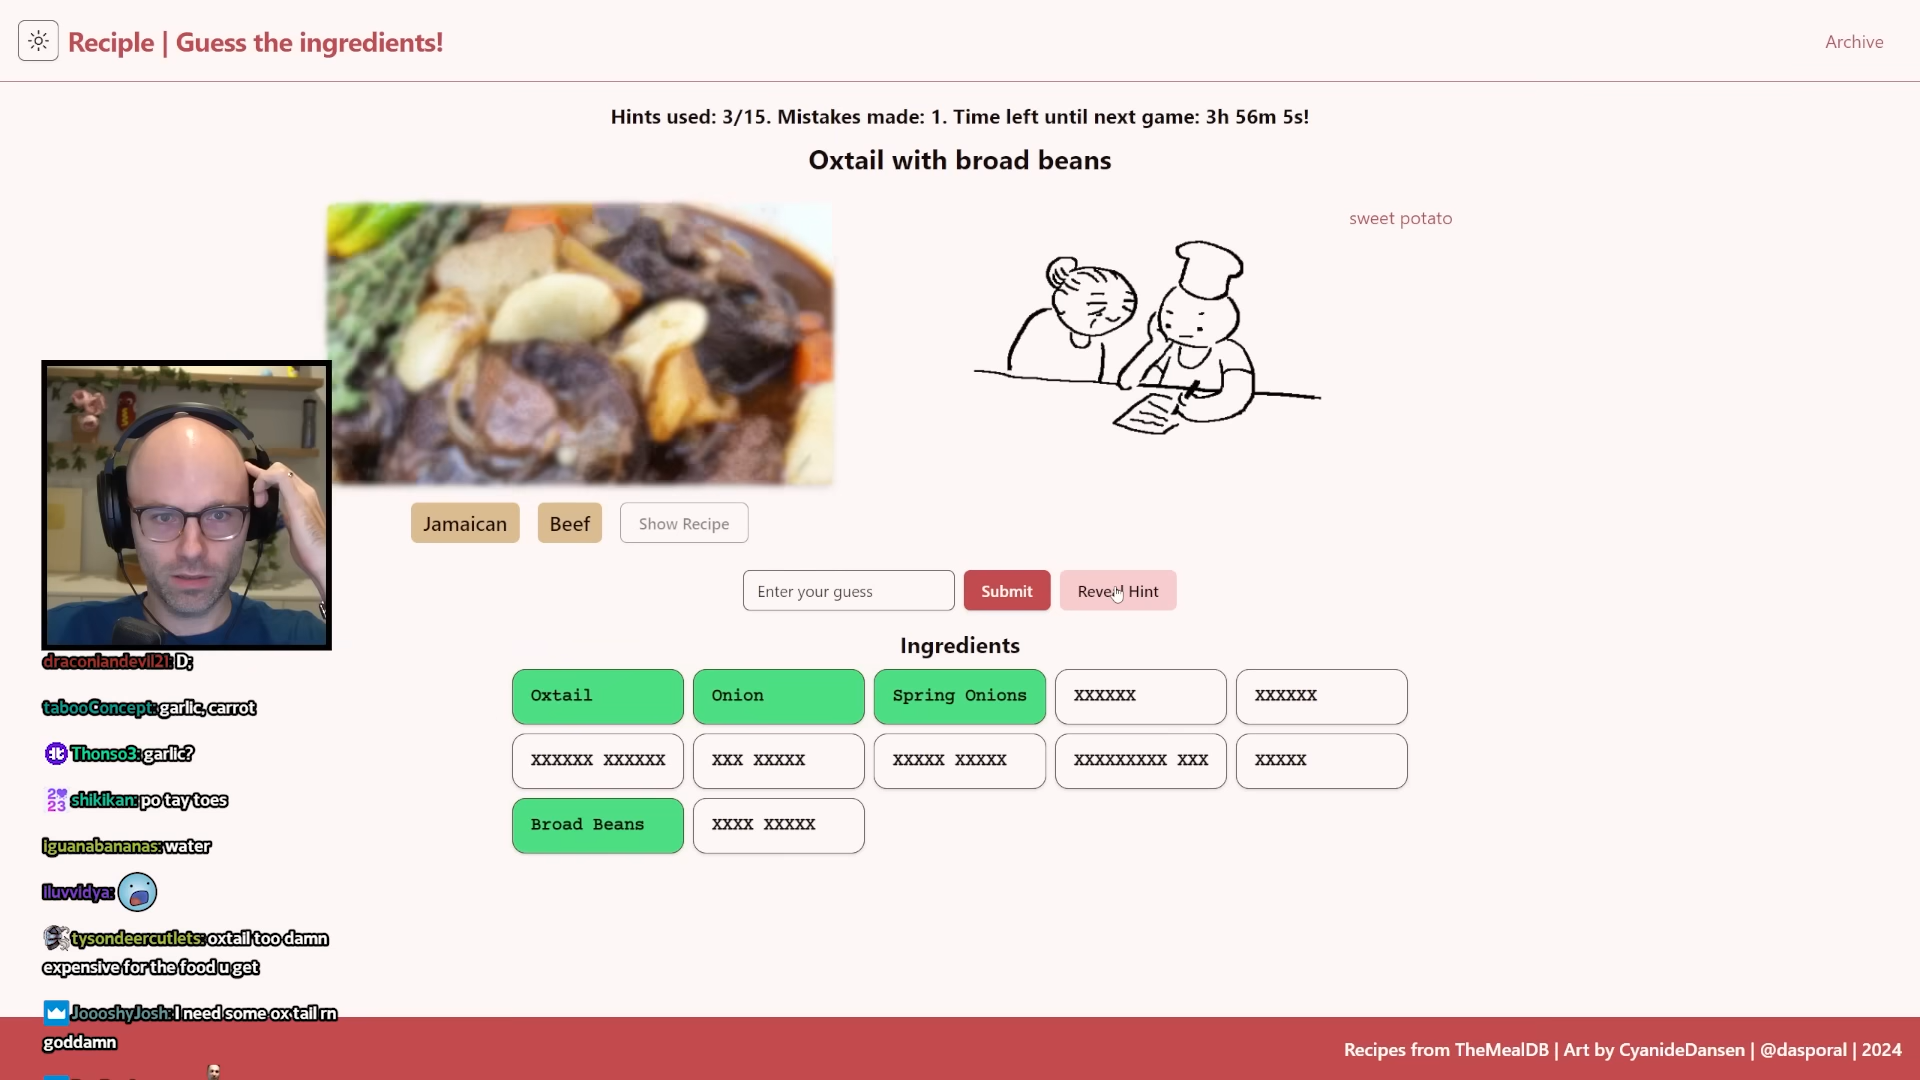 Reciple | Guess the ingredients!
Archive
Hints used: 3/15. Mistakes made: 1. Time left until next game: 3h 56m 5s!
Oxtail with broad beans
sweet potato
Jamaican
Beef
Show Recipe
Enter your guess
Submit
Reveal Hint
Ingredients
Oxtail
Onion
Spring Onions
XXXXXX
XXXXXX
XXXXXX XXXXXX
XXX XXXXX
XXXXX XXXXX
XXXXXXXXX XXX
XXXXX
Broad Beans
XXXX XXXXX
draconiandevil21: D;
tabooConcept: garlic, carrot
Thonso3: garlic?
shikikan: po tay toes
iguanabananas: water
iluvvidya:
tysondeercutlets: oxtail too damn
expensive for the food u get
JoooshyJosh: I need some ox tail rn
goddamn
Recipes from TheMealDB | Art by CyanideDansen | @dasporal | 2024